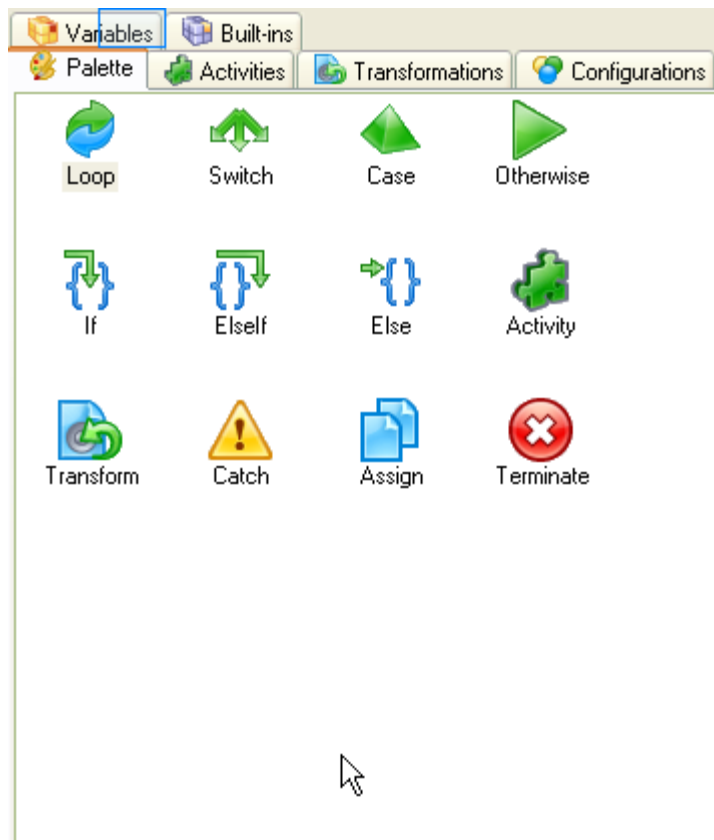 Variables Built-ins
Palette Activities Transformations Configurations
Loop Switch Case Otherwise
If ElseIf Else Activity
Transform Catch Assign Terminate